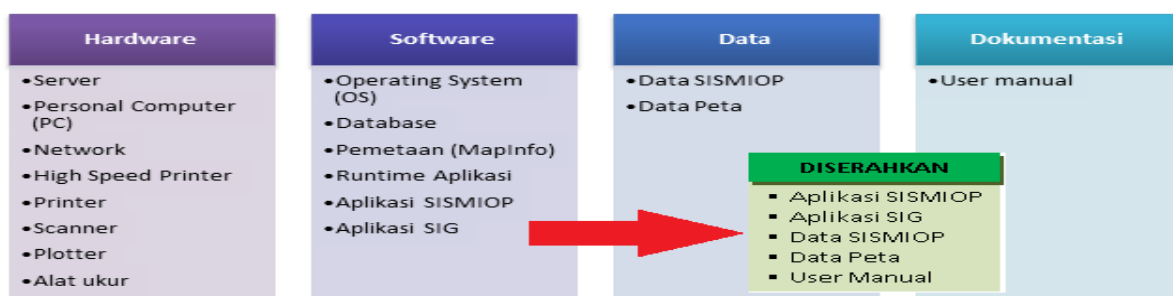 Hardware
•Server
•Personal Computer
(PC)
•Network
•High Speed Printer
•Printer
•Scanner
•Plotter
•Alat ukur
Software
•Operating System
(OS)
•Database
•Pemetaan (MapInfo)
•Runtime Aplikasi
•Aplikasi SISMIOP
•Aplikasi SIG
Data
•Data SISMIOP
•Data Peta
Dokumentasi
•User manual
DISERAHKAN
▪ Aplikasi SISMIOP
▪ Aplikasi SIG
▪ Data SISMIOP
▪ Data Peta
▪ User Manual